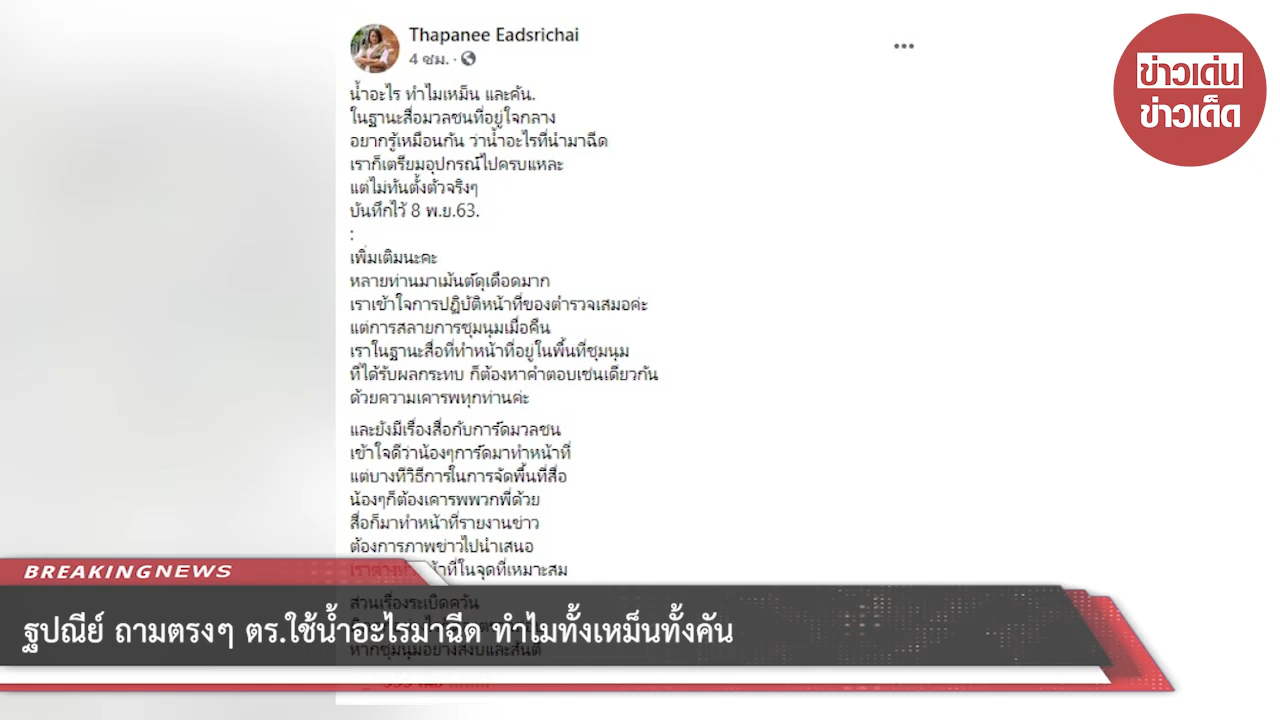 Thapanee Eadsrichai
4 ชม. ·
ข่าวเด่น
ข่าวเด็ด
น้ำอะไร ทำไมเหม็น และคัน.
ในฐานะสื่อมวลชนที่อยู่ใจกลาง
อยากรู้เหมือนกัน ว่าน้ำอะไรที่นำมาฉีด
เราก็เตรียมอุปกรณ์ไปครบแหละ
แต่ไม่ทันตั้งตัวจริงๆ
บันทึกไว้ 8 พ.ย.63.
:
เพิ่มเติมนะคะ
หลายท่านมาเม้นต์ดุเดือดมาก
เราเข้าใจการปฏิบัติหน้าที่ของตำรวจเสมอค่ะ
แต่การสลายการชุมนุมเมื่อคืน
เราในฐานะสื่อที่ทำหน้าที่อยู่ในพื้นที่ชุมนุม
ที่ได้รับผลกระทบ ก็ต้องหาคำตอบเช่นเดียวกัน
ด้วยความเคารพทุกท่านค่ะ
และยังมีเรื่องสื่อกับการ์ดมวลชน
เข้าใจดีว่าน้องๆการ์ดมาทำหน้าที่
แต่บางทีวิธีการในการจัดพื้นที่สื่อ
น้องๆก็ต้องเคารพพวกพี่ด้วย
สื่อก็มาทำหน้าที่รายงานข่าว
ต้องการภาพข่าวไปนำเสนอ
เราต่างทำหน้าที่ในจุดที่เหมาะสม
BREAKINGNEWS
ส่วนเรื่องระเบิดควัน
ฐปณีย์ ถามตรงๆ ตร.ใช้น้ำอะไรมาฉีด ทำไมทั้งเหม็นทั้งคัน
หากชุมนุมอย่างสงบและสันติ